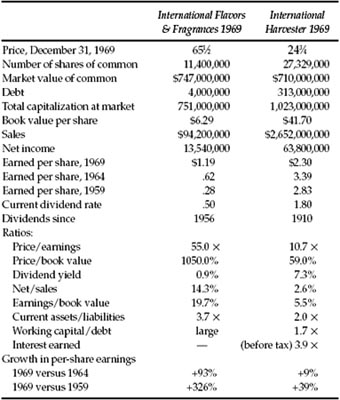 International Flavors International
& Fragrances 1969 Harvester 1969
Price, December 31, 1969 65½ 24¾
Number of shares of common 11,400,000 27,329,000
Market value of common $747,000,000 $710,000,000
Debt 4,000,000 313,000,000
Total capitalization at market 751,000,000 1,023,000,000
Book value per share $6.29 $41.70
Sales $94,200,000 $2,652,000,000
Net income 13,540,000 63,800,000
Earned per share, 1969 $1.19 $2.30
Earned per share, 1964 .62 3.39
Earned per share, 1959 .28 2.83
Current dividend rate .50 1.80
Dividends since 1956 1910
Ratios:
Price/earnings 55.0 × 10.7 ×
Price/book value 1050.0% 59.0%
Dividend yield 0.9% 7.3%
Net/sales 14.3% 2.6%
Earnings/book value 19.7% 5.5%
Current assets/liabilities 3.7 × 2.0 ×
Working capital/debt large 1.7 ×
Interest earned — (before tax) 3.9 ×
Growth in per-share earnings
1969 versus 1964 +93% +9%
1969 versus 1959 +326% +39%